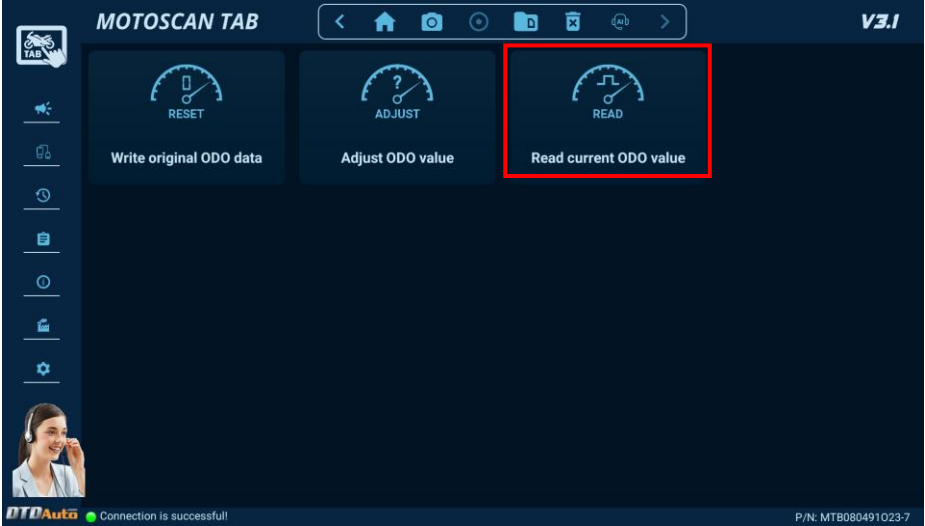 MOTOSCAN TAB
V3.1
TAB
RESET
Write original ODO data
?
ADJUST
Adjust ODO value
READ
Read current ODO value
DTDAuto
Connection is successful!
P/N: MTB080491O23-7